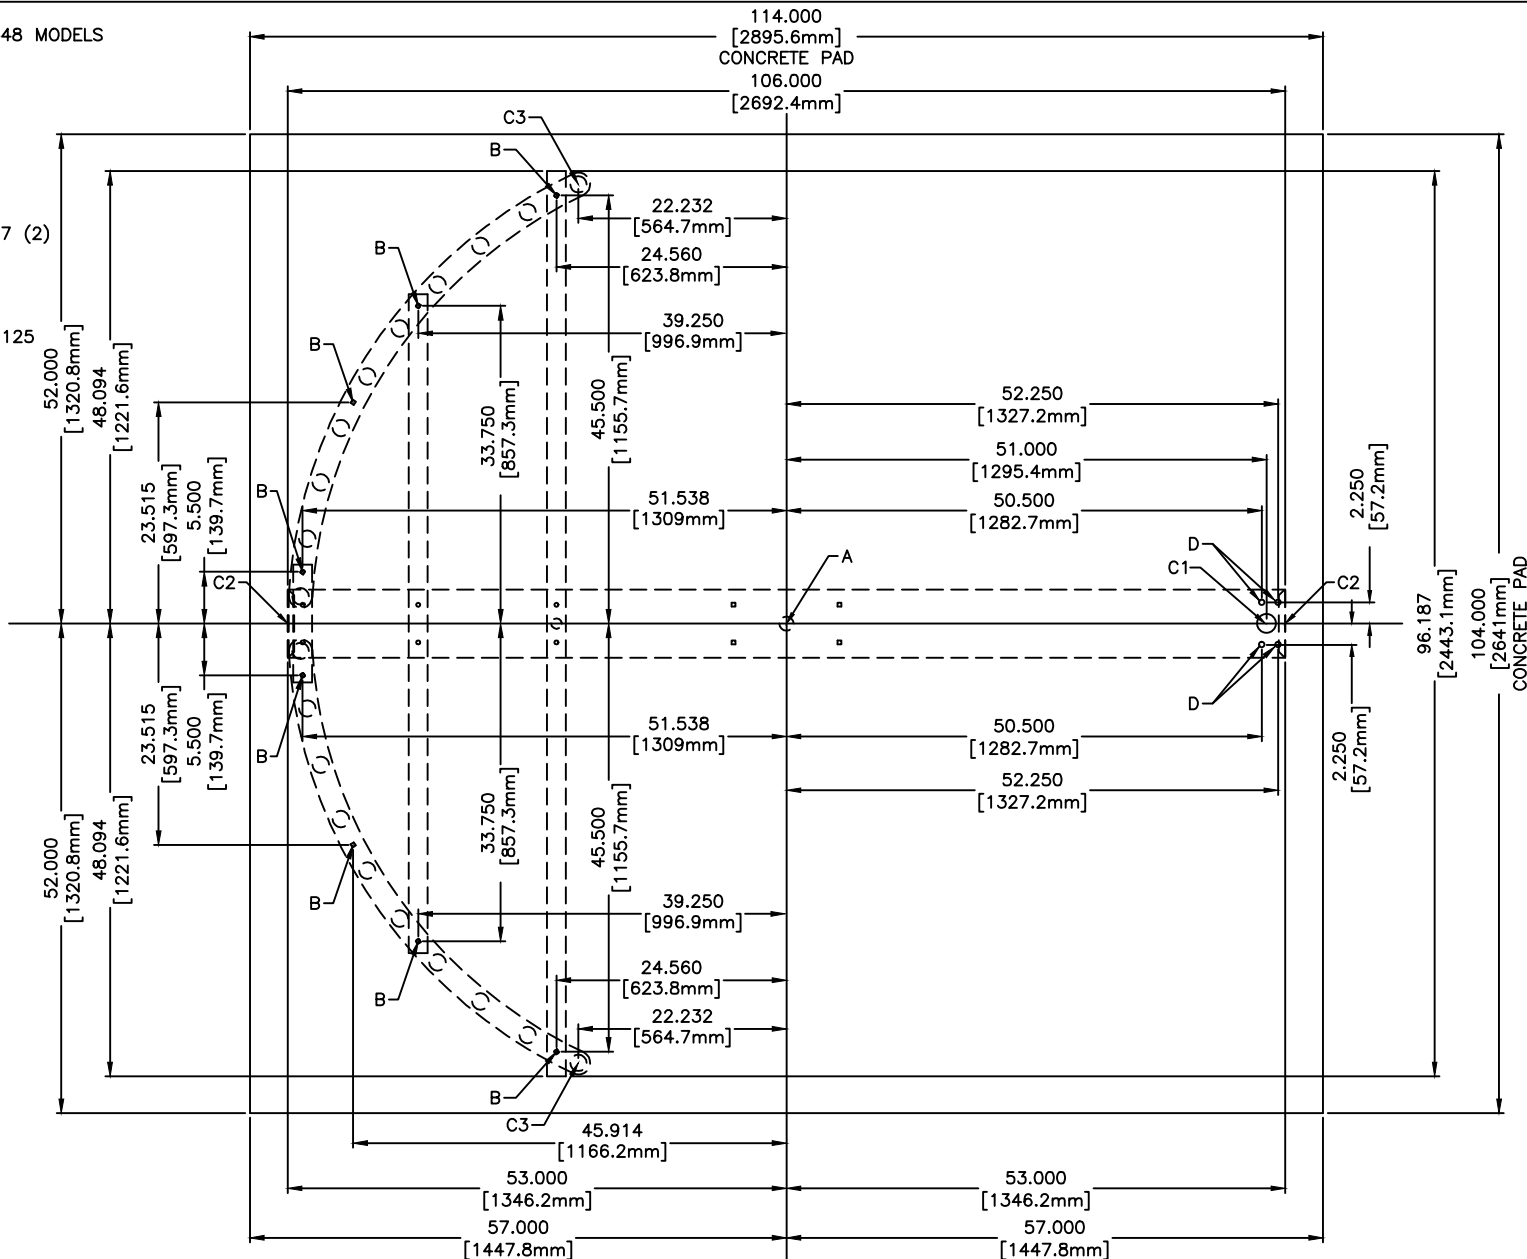 48 MODELS
114.000
[2895.6mm]
CONCRETE PAD
106.000
[2692.4mm]
C3
B
22.232
[564.7mm]
7 (2)
B
24.560
[623.8mm]
39.250
[996.9mm]
125
B
52.000
[1320.8mm]
48.094
[1221.6mm]
33.750
[857.3mm]
45.500
[1155.7mm]
52.250
[1327.2mm]
51.000
[1295.4mm]
23.515
[597.3mm]
5.500
[139.7mm]
B
51.538
[1309mm]
50.500
[1282.7mm]
2.250
[57.2mm]
D
C1
A
C2
C2
96.187
[2443.1mm]
104.000
[2641mm]
CONCRETE PAD
D
23.515
[597.3mm]
5.500
[139.7mm]
B
51.538
[1309mm]
50.500
[1282.7mm]
2.250
[57.2mm]
52.250
[1327.2mm]
52.000
[1320.8mm]
48.094
[1221.6mm]
33.750
[857.3mm]
45.500
[1155.7mm]
B
39.250
[996.9mm]
24.560
[623.8mm]
B
22.232
[564.7mm]
B
C3
45.914
[1166.2mm]
53.000
[1346.2mm]
53.000
[1346.2mm]
57.000
[1447.8mm]
57.000
[1447.8mm]